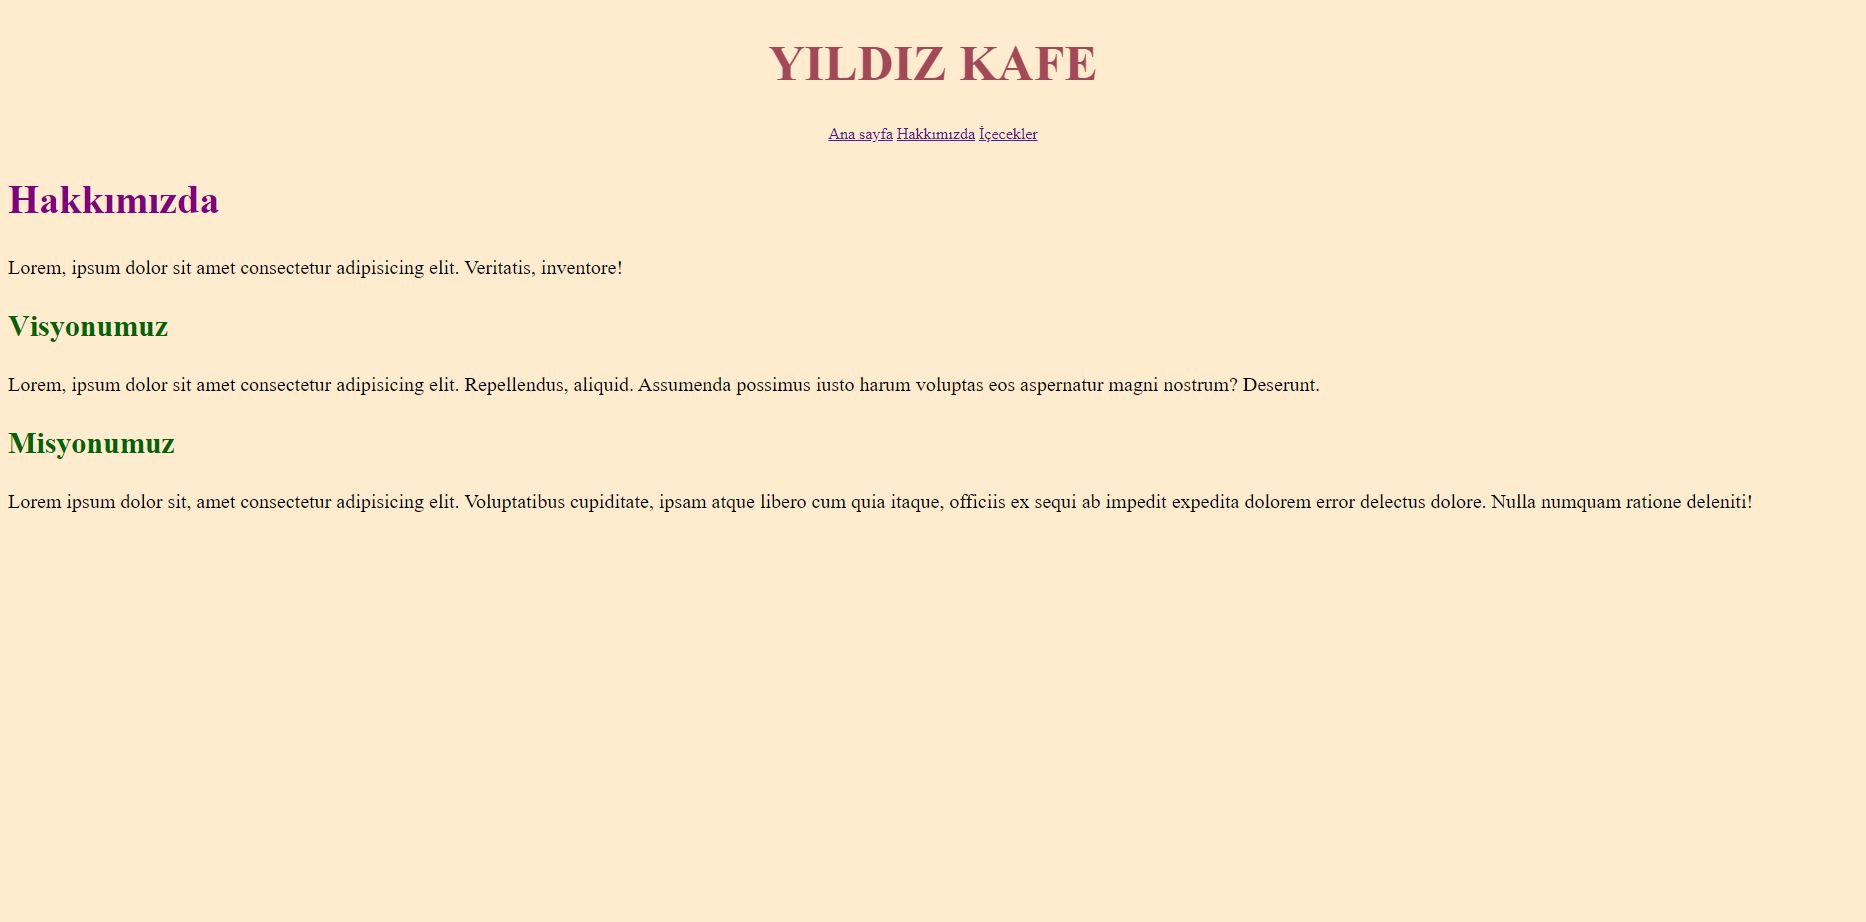 YILDIZ KAFE
Ana sayfa Hakkımızda İçecekler
Hakkımızda
Lorem, ipsum dolor sit amet consectetur adipisicing elit. Veritatis, inventore!
Visyonumuz
Lorem, ipsum dolor sit amet consectetur adipisicing elit. Repellendus, aliquid. Assumenda possimus iusto harum voluptas eos aspernatur magni nostrum? Deserunt.
Misyonumuz
Lorem ipsum dolor sit, amet consectetur adipisicing elit. Voluptatibus cupiditate, ipsam atque libero cum quia itaque, officiis ex sequi ab impedit expedita dolorem error delectus dolore. Nulla numquam ratione deleniti!